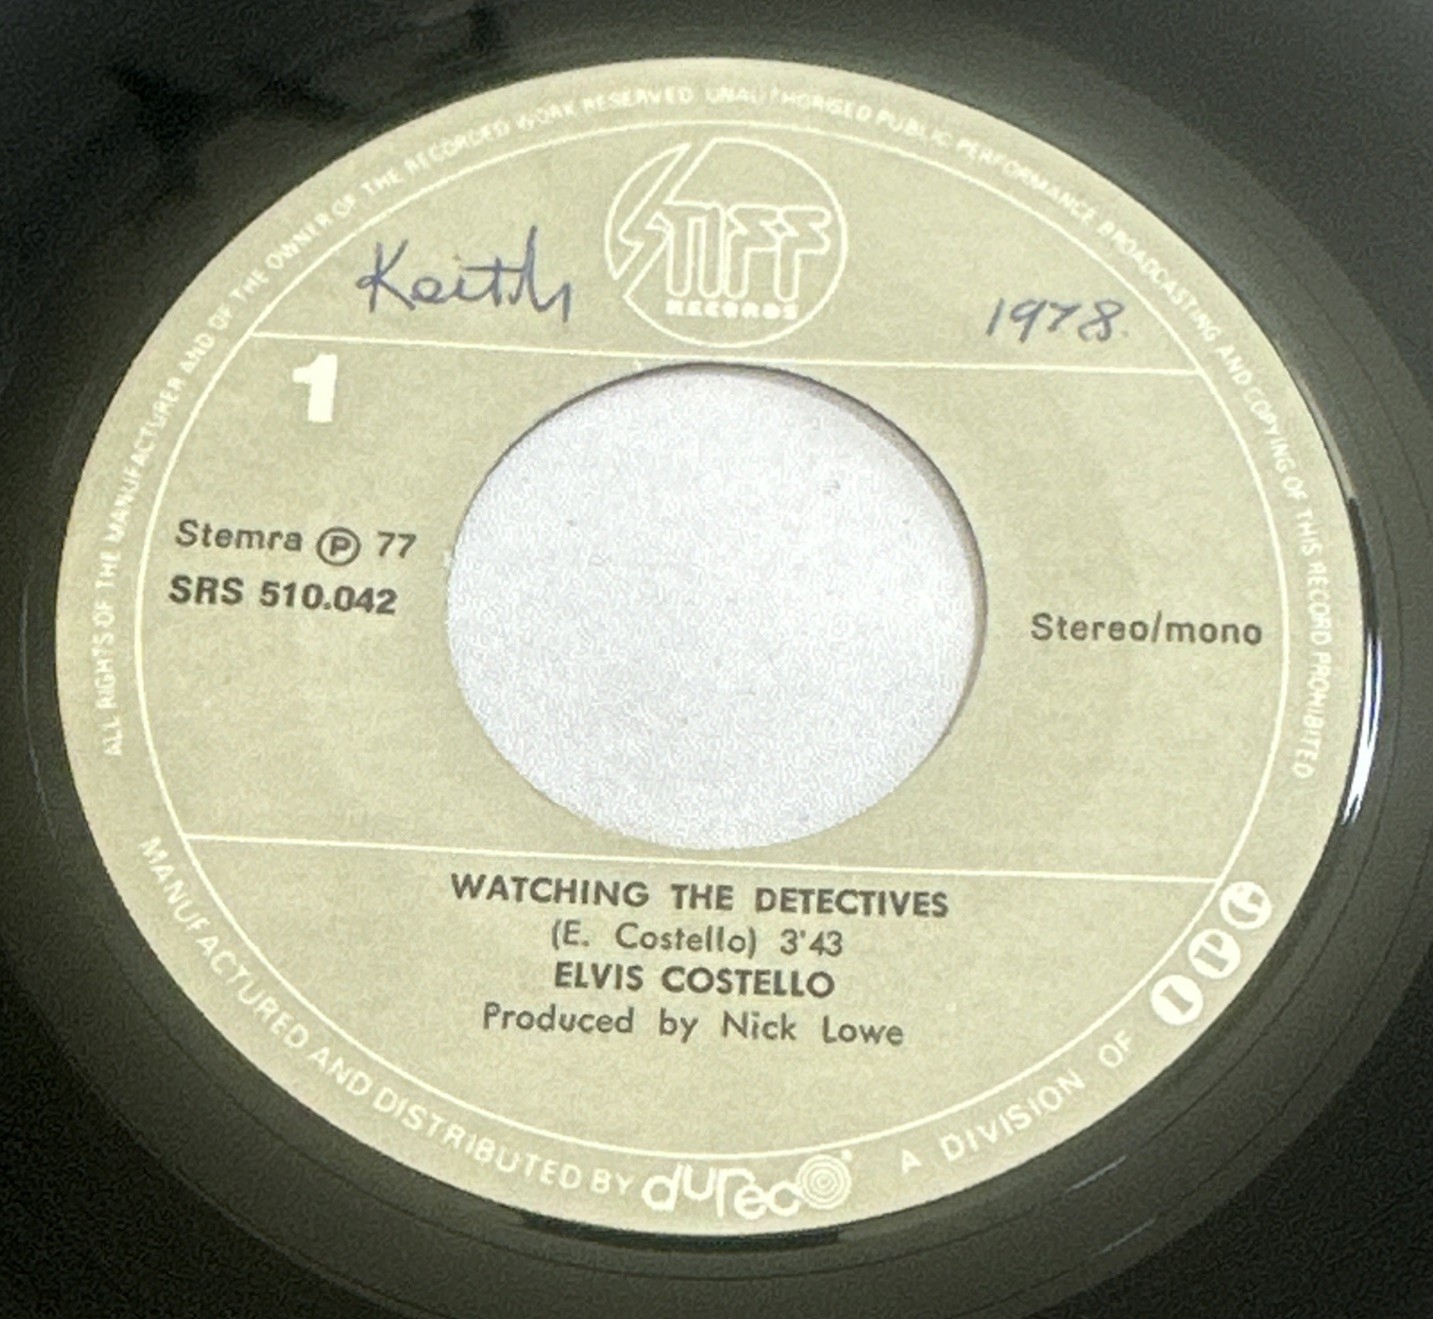 ALL RIGHTS OF THE MANUFACTURER AND OF THE OWNER OF THE RECORDED WORK RESERVED UNAUTHORISED PUBLIC PERFORMANCE BROADCASTING AND COPYING OF THIS RECORD PROHIBITED
STIFF
RECORDS
Keith
1978.
1
Stemra ℗ 77
SRS 510.042
Stereo/mono
WATCHING THE DETECTIVES
(E. Costello) 3'43
ELVIS COSTELLO
Produced by Nick Lowe
MANUFACTURED AND DISTRIBUTED BY dureco A DIVISION OF IPG